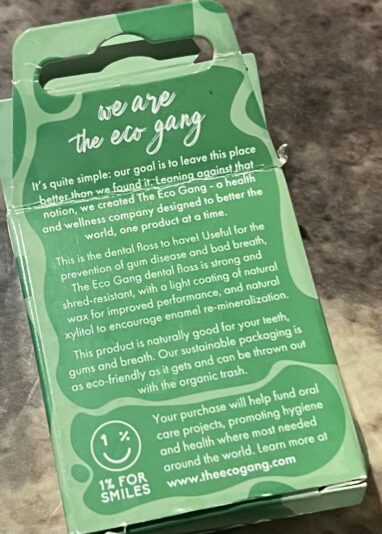 we are
the eco gang
It's quite simple: our goal is to leave this place
better than we found it. Leaning against that
notion, we created The Eco Gang - a health
and wellness company designed to better the
world, one product at a time.
This is the dental floss to have! Useful for the
prevention of gum disease and bad breath,
The Eco Gang dental floss is strong and
shred-resistant, with a light coating of natural
wax for improved performance, and natural
xylitol to encourage enamel re-mineralization.
This product is naturally good for your teeth,
gums and breath. Our sustainable packaging is
as eco-friendly as it gets and can be thrown out
with the organic trash.
1 %
1% FOR
SMILES
Your purchase will help fund oral
care projects, promoting hygiene
and health where most needed
around the world. Learn more at
www.theecogang.com